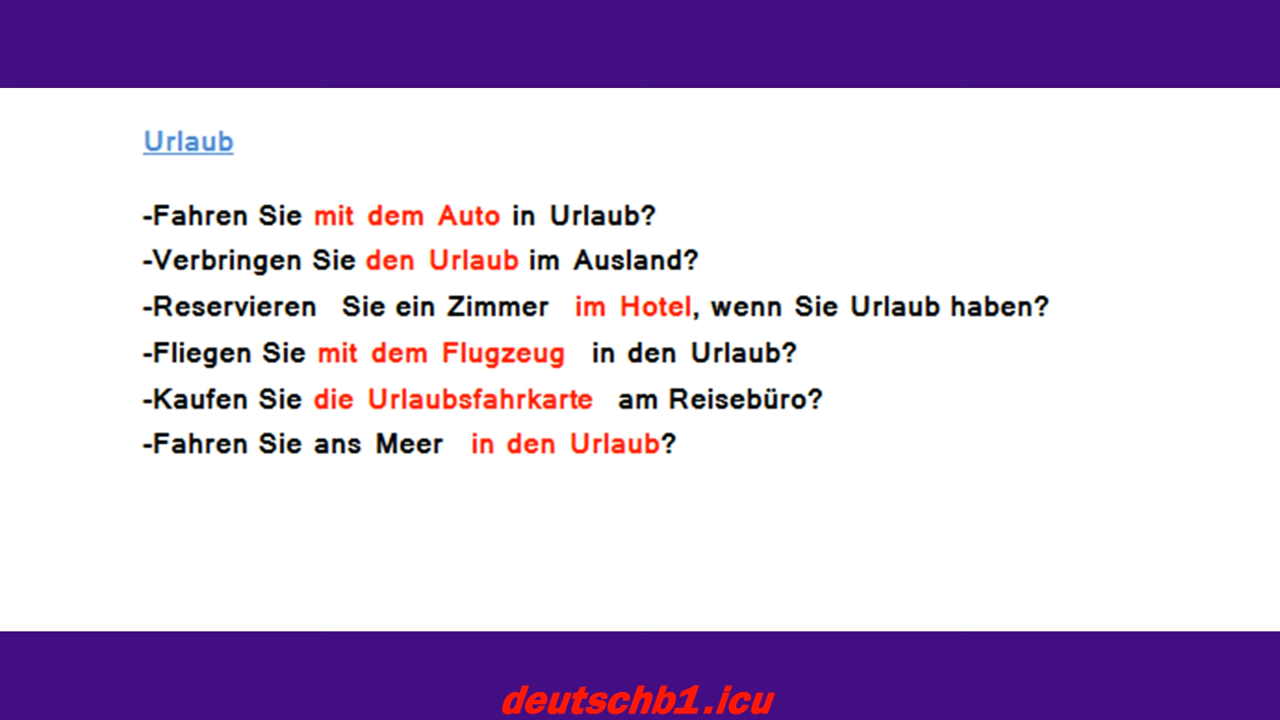 Urlaub
-Fahren Sie mit dem Auto in Urlaub?
-Verbringen Sie den Urlaub im Ausland?
-Reservieren Sie ein Zimmer im Hotel, wenn Sie Urlaub haben?
-Fliegen Sie mit dem Flugzeug in den Urlaub?
-Kaufen Sie die Urlaubsfahrkarte am Reisebüro?
-Fahren Sie ans Meer in den Urlaub?
deutschb1.icu